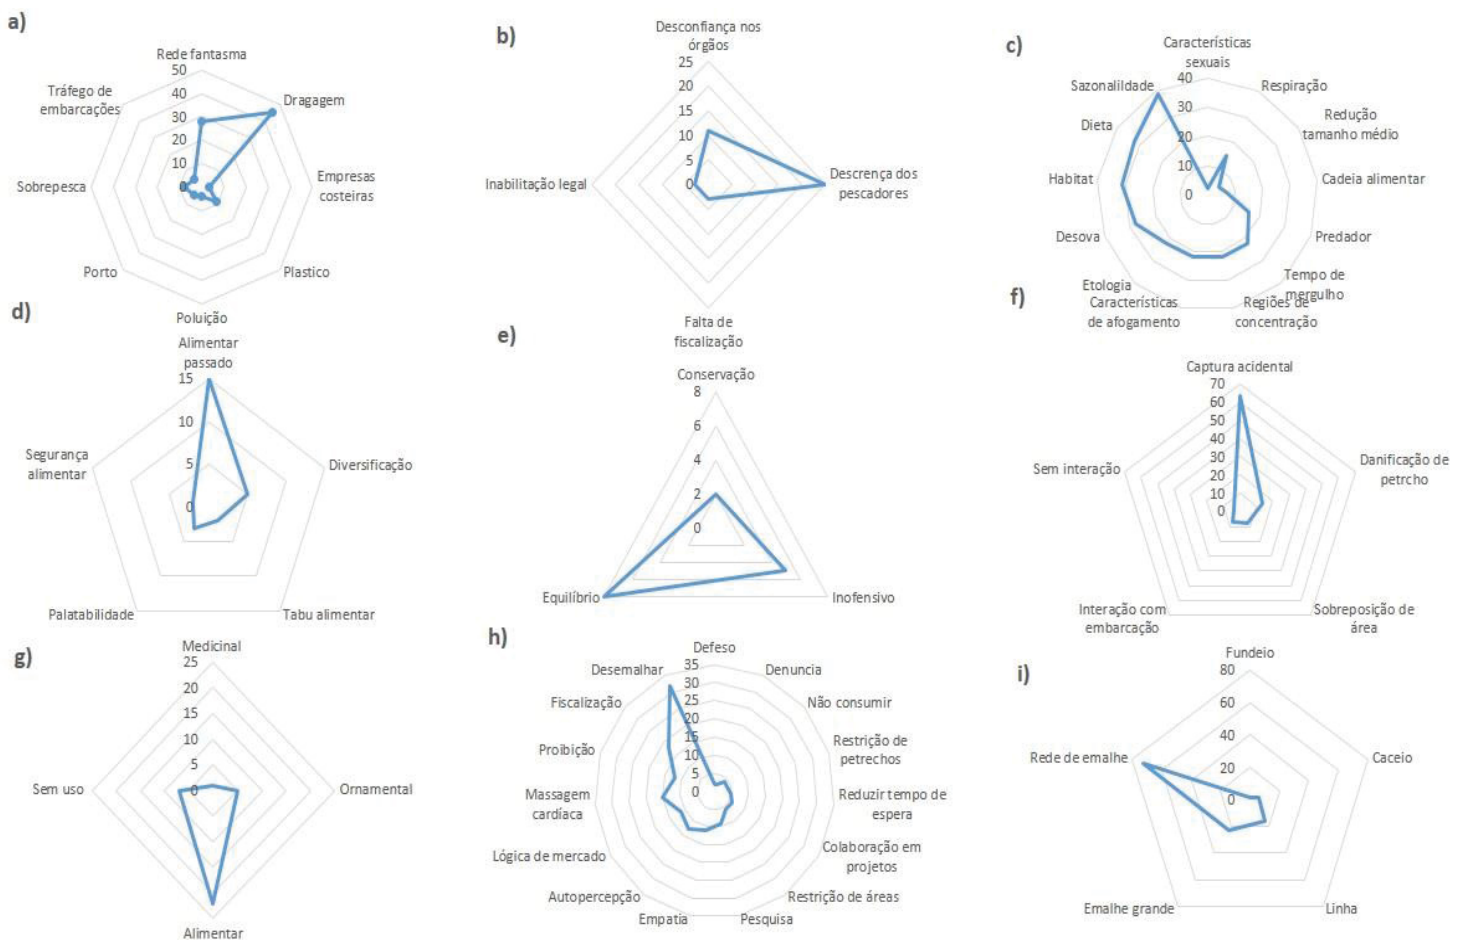 a)
Rede fantasma
50
40
30
20
10
0
Dragagem
Empresas
costeiras
Plastico
Poluição
Porto
Sobrepesca
Tráfego de
embarcações
b)
Desconfiança nos
órgãos
25
20
15
10
5
0
Descrença dos
pescadores
Falta de
fiscalização
Inabilitação legal
c)
Características
sexuais
40
30
20
10
0
Respiração
Redução
tamanho médio
Cadeia alimentar
Predador
Tempo de
mergulho
Regiões de
concentração
Características
de afogamento
Etologia
Desova
Habitat
Dieta
Sazonalildade
d)
Alimentar
passado
15
10
5
0
Diversificação
Tabu alimentar
Palatabilidade
Segurança
alimentar
e)
Conservação
8
6
4
2
0
Inofensivo
Equilíbrio
f)
Captura acidental
70
60
50
40
30
20
10
0
Danificação de
petrcho
Sobreposição de
área
Interação com
embarcação
Sem interação
g)
Medicinal
25
20
15
10
5
0
Ornamental
Alimentar
Sem uso
h)
Defeso
35
30
25
20
15
10
5
0
Denuncia
Não consumir
Restrição de
petrechos
Reduzir tempo de
espera
Colaboração em
projetos
Restrição de áreas
Pesquisa
Empatia
Autopercepção
Lógica de mercado
Massagem
cardíaca
Proibição
Fiscalização
Desemalhar
i)
Fundeio
80
60
40
20
0
Caceio
Linha
Emalhe grande
Rede de emalhe